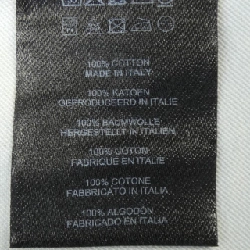 100% COTTON
MADE IN ITALY
100% KATOEN
GEPRODUCEERD IN ITALIE
100% BAUMWOLLE
HERGESTELLT IN ITALIEN
100% COTON
FABRIQUE EN ITALIE
100% COTONE
FABBRICATO IN ITALIA
100% ALGODÓN
FABRICADO EN ITALIA